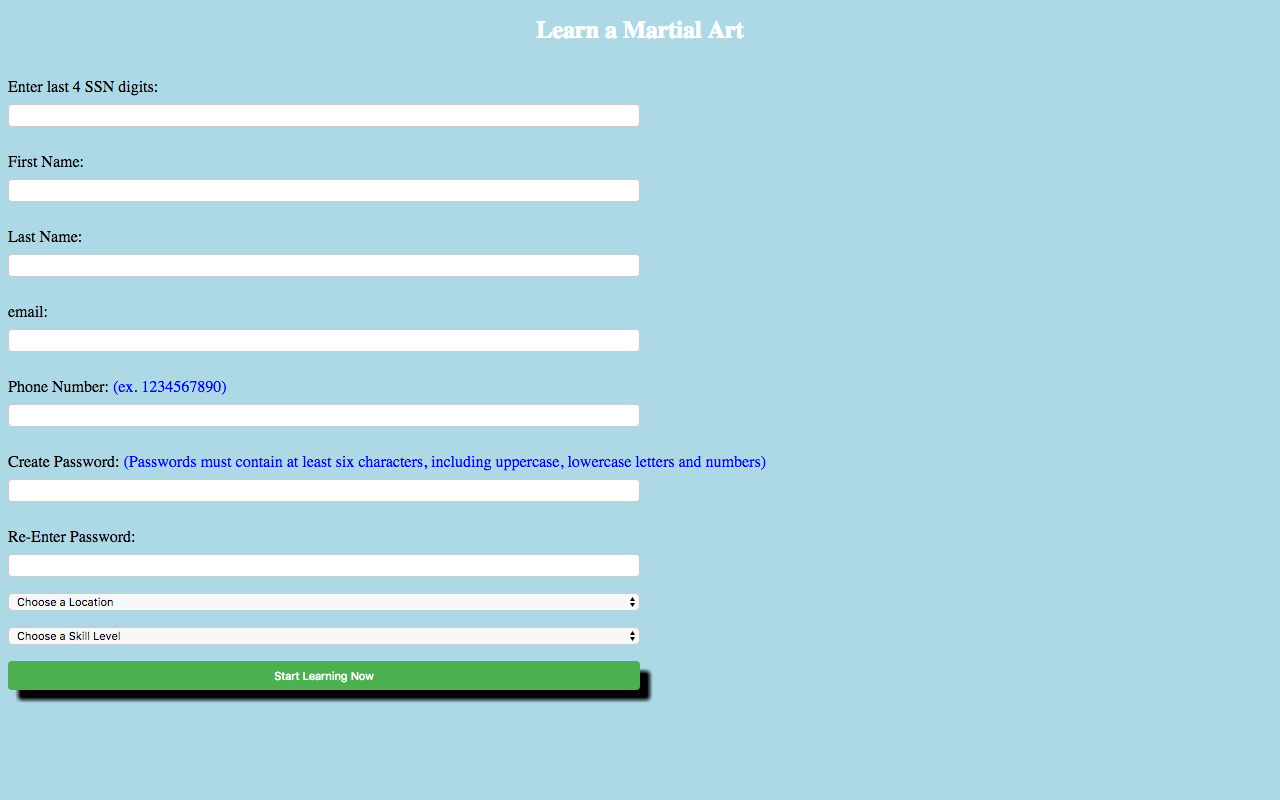 Learn a Martial Art
Enter last 4 SSN digits:
First Name:
Last Name:
email:
Phone Number: (ex. 1234567890)
Create Password: (Passwords must contain at least six characters, including uppercase, lowercase letters and numbers)
Re-Enter Password:
Choose a Location
Choose a Skill Level
Start Learning Now